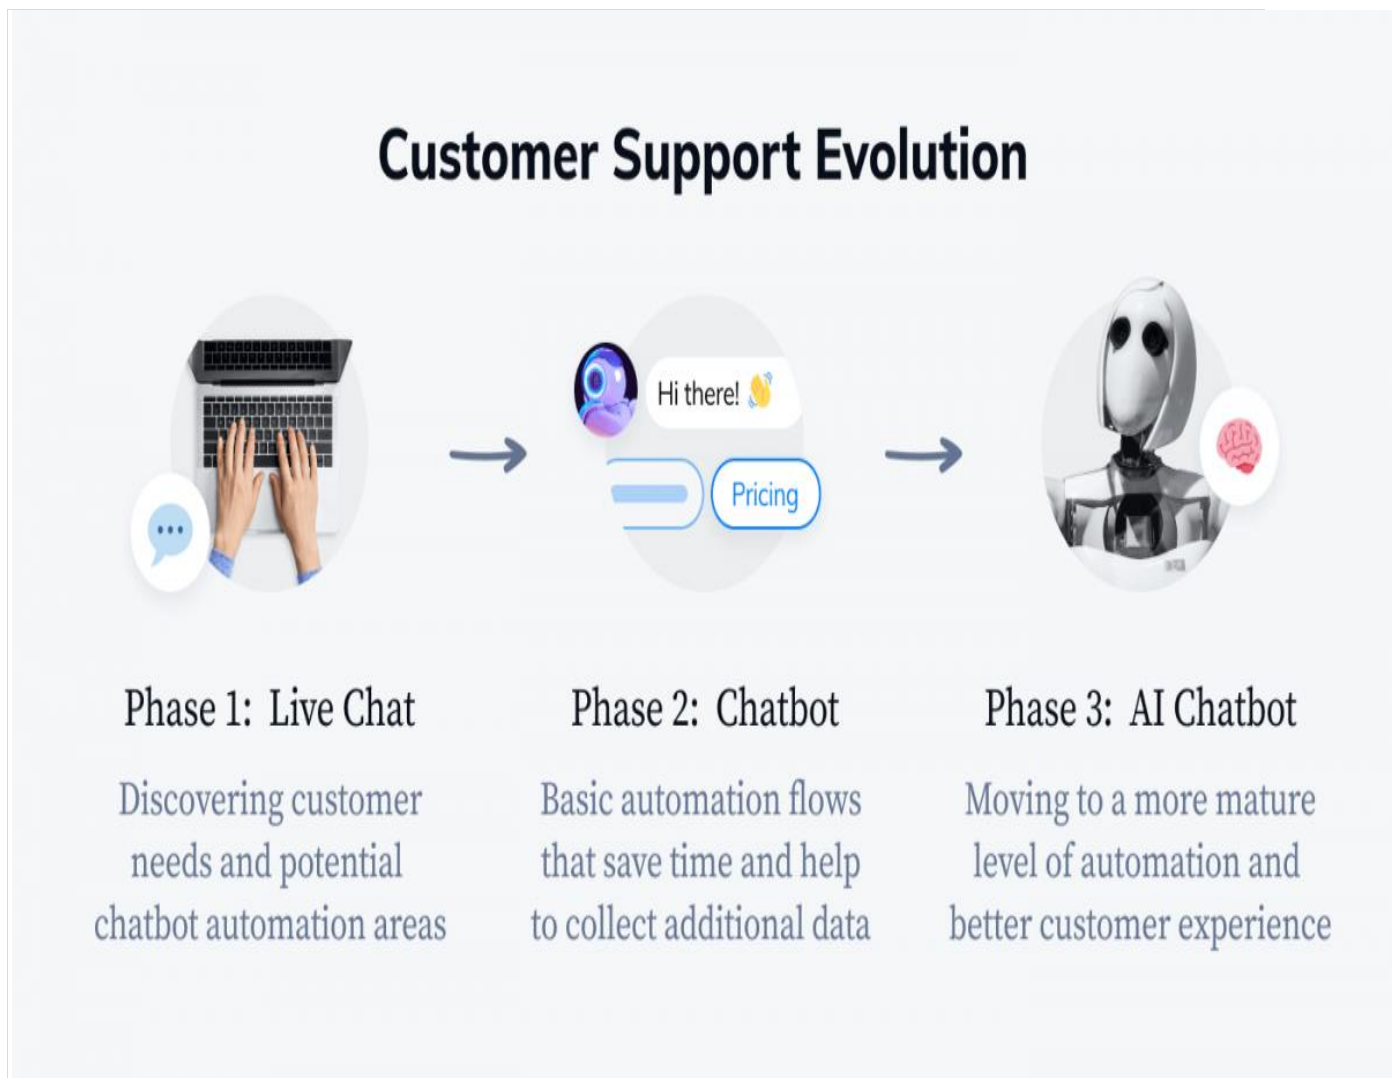 Customer Support Evolution
Hi there! 👋
Pricing
Phase 1: Live Chat
Discovering customer
needs and potential
chatbot automation areas
Phase 2: Chatbot
Basic automation flows
that save time and help
to collect additional data
Phase 3: AI Chatbot
Moving to a more mature
level of automation and
better customer experience